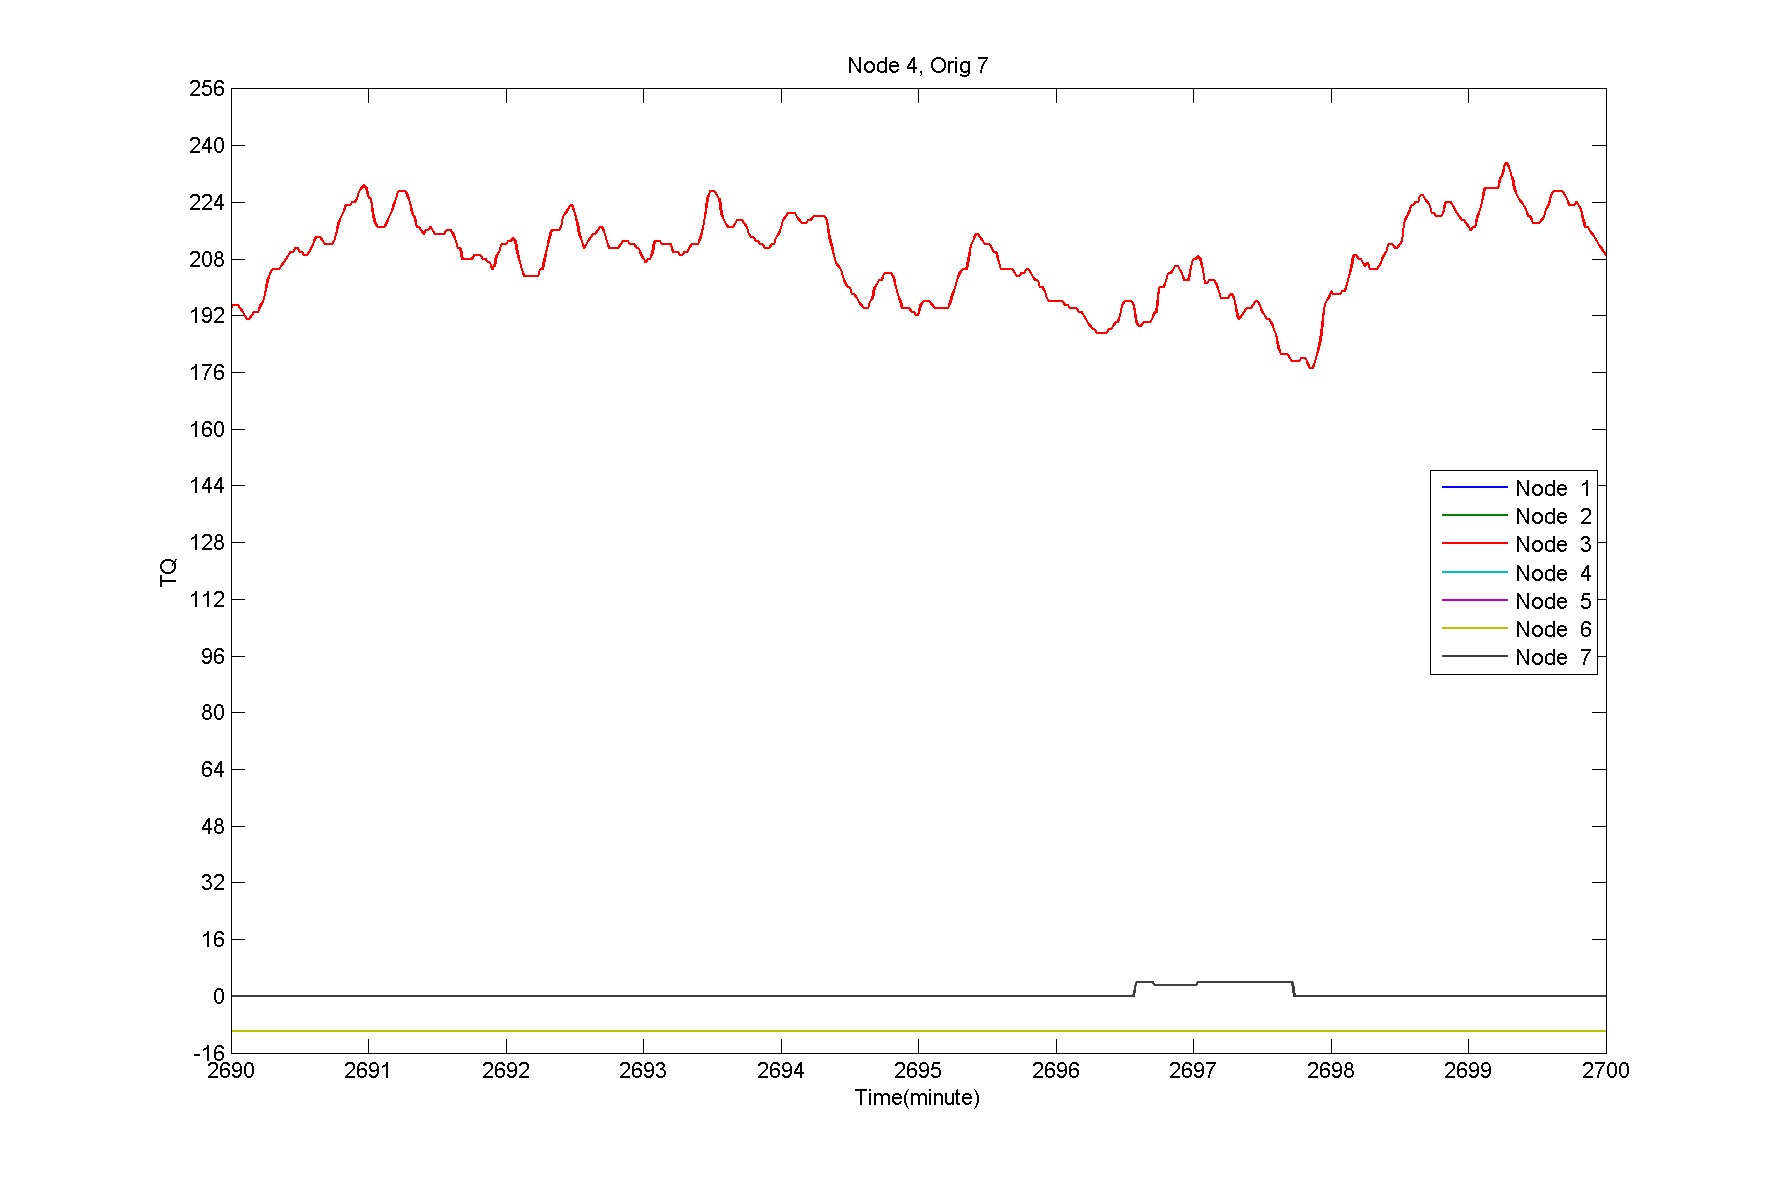 Node 4, Orig 7
256
240
224
208
192
176
160
144
128
112
96
80
64
48
32
16
0
-16
TQ
Node 1
Node 2
Node 3
Node 4
Node 5
Node 6
Node 7
2690 2691 2692 2693 2694 2695 2696 2697 2698 2699 2700
Time(minute)